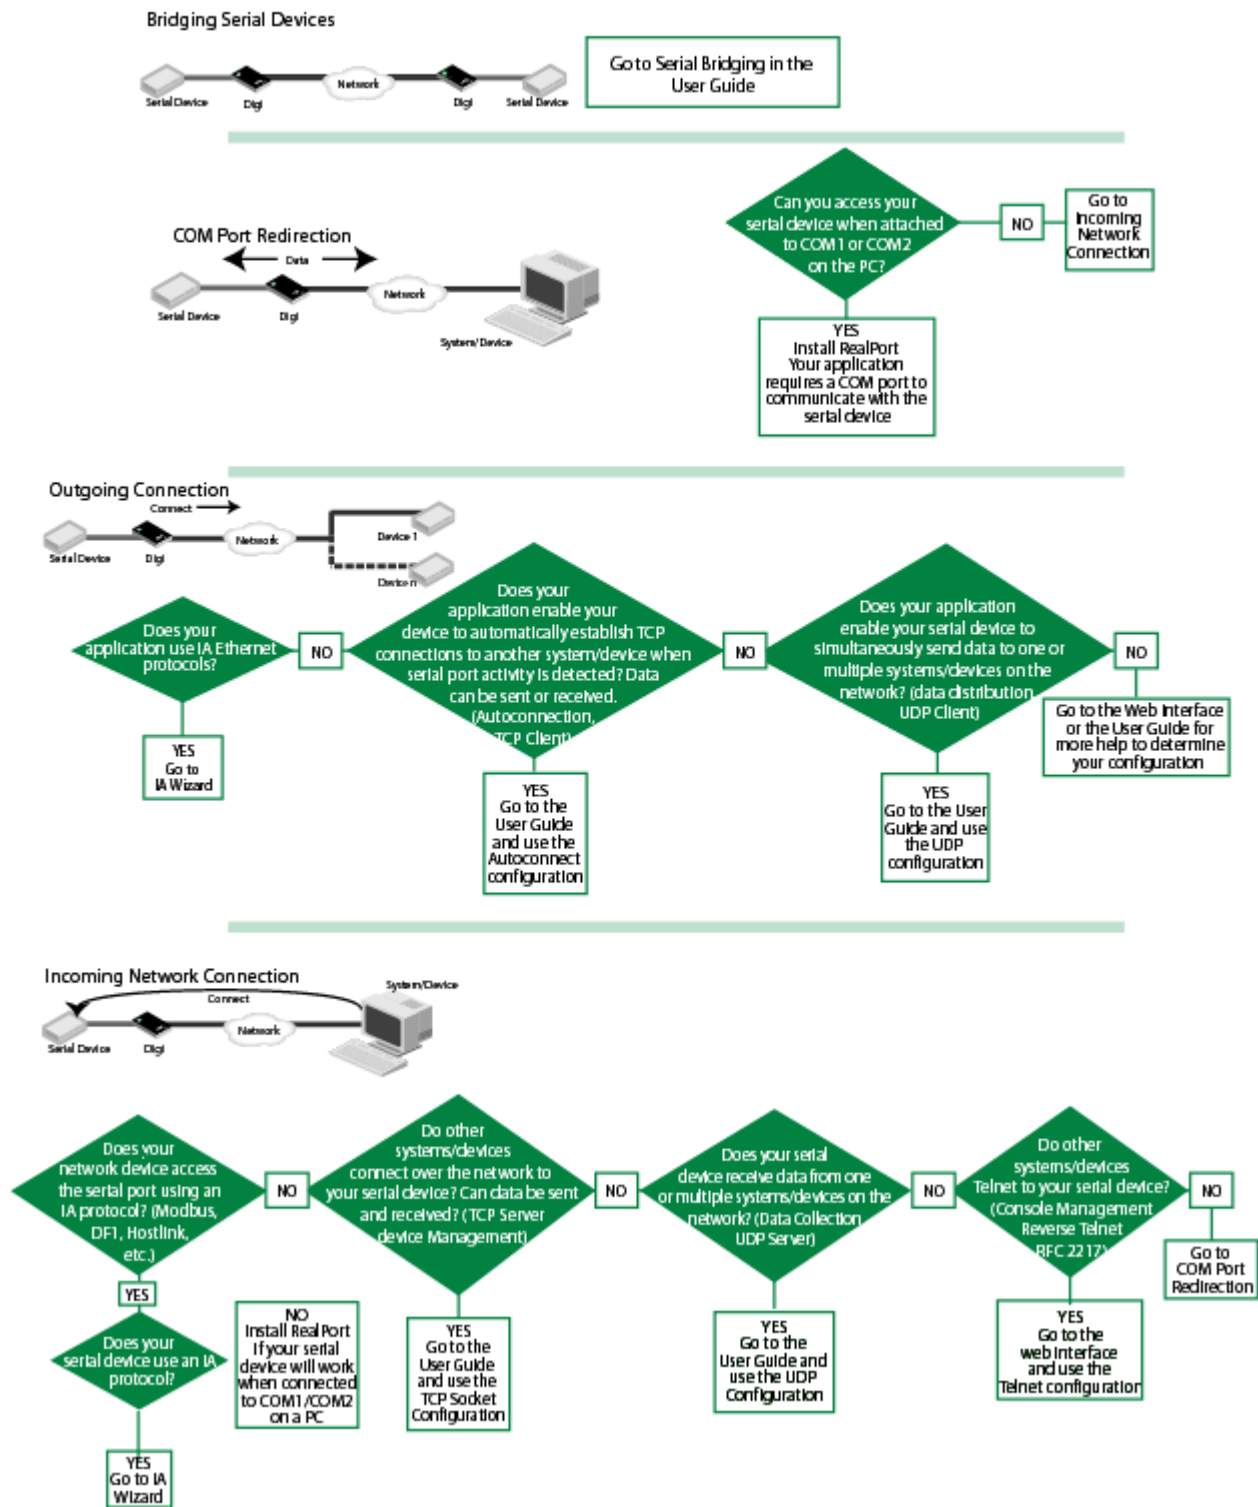 Bridging Serial Devices
Go to Serial Bridging in the
User Guide
Network
Serial Device
Digi
Digi
Serial Device
COM Port Redirection
Data
Network
Serial Device
Digi
System/Device
Can you access your
serial device when attached
to COM1 or COM2
on the PC?
NO
Go to
Incoming
Network
Connection
YES
Install RealPort
Your application
requires a COM port to
communicate with the
serial device
Outgoing Connection
Connect
Serial Device
Digi
Network
Device 1
Device n
Does your
application use IA Ethernet
protocols?
NO
YES
Go to
IA Wizard
Does your
application enable your
device to automatically establish TCP
connections to another system/device when
serial port activity is detected? Data
can be sent or received.
(Autoconnection,
TCP Client)
NO
YES
Go to the
User Guide
and use the
Autoconnect
configuration
Does your application
enable your serial device to
simultaneously send data to one or
multiple systems/devices on the
network? (data distribution,
UDP Client)
NO
Go to the Web Interface
or the User Guide for
more help to determine
your configuration
YES
Go to the User
Guide and use
the UDP
configuration
Incoming Network Connection
System/Device
Connect
Network
Serial Device
Digi
Does your
network device access
the serial port using an
IA protocol? (Modbus,
DF1, Hostlink,
etc.)
NO
YES
Does your
serial device use an IA
protocol?
YES
Go to IA
Wizard
NO
Install RealPort
If your serial
device will work
when connected
to COM1/COM2
on a PC
Do other
systems/devices
connect over the network to
your serial device? Can data be sent
and received? (TCP Server
device Management)
NO
YES
Go to the
User Guide
and use the
TCP Socket
Configuration
Does your serial
device receive data from one
or multiple systems/devices on the
network? (Data Collection
UDP Server)
NO
YES
Go to the
User Guide and
use the UDP
Configuration
Do other
systems/devices
Telnet to your serial device?
(Console Management
Reverse Telnet
RFC 2217)
NO
Go to
COM Port
Redirection
YES
Go to the
web Interface
and use the
Telnet configuration